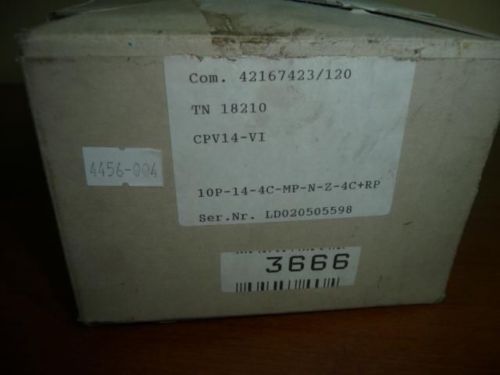 Com. 42167423/120
TN 18210
CPV14-VI
4456-004
10P-14-4C-MP-N-Z-4C+RP
Ser.Nr. LD020505598
3666